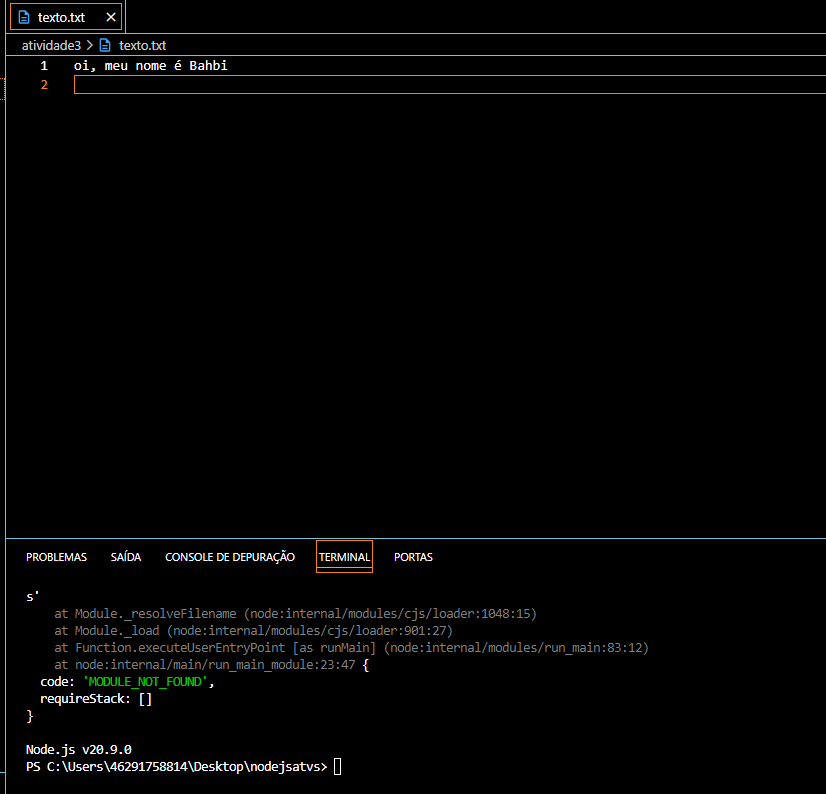 texto.txt
atividade3 > texto.txt
1 oi, meu nome é Bahbi
2
PROBLEMAS SAÍDA CONSOLE DE DEPURAÇÃO TERMINAL PORTAS
s'
at Module._resolveFilename (node:internal/modules/cjs/loader:1048:15)
at Module._load (node:internal/modules/cjs/loader:901:27)
at Function.executeUserEntryPoint [as runMain] (node:internal/modules/run_main:83:12)
at node:internal/main/run_main_module:23:47 {
code: 'MODULE_NOT_FOUND',
requireStack: []
}
Node.js v20.9.0
PS C:\Users\46291758814\Desktop\nodejsatvs>